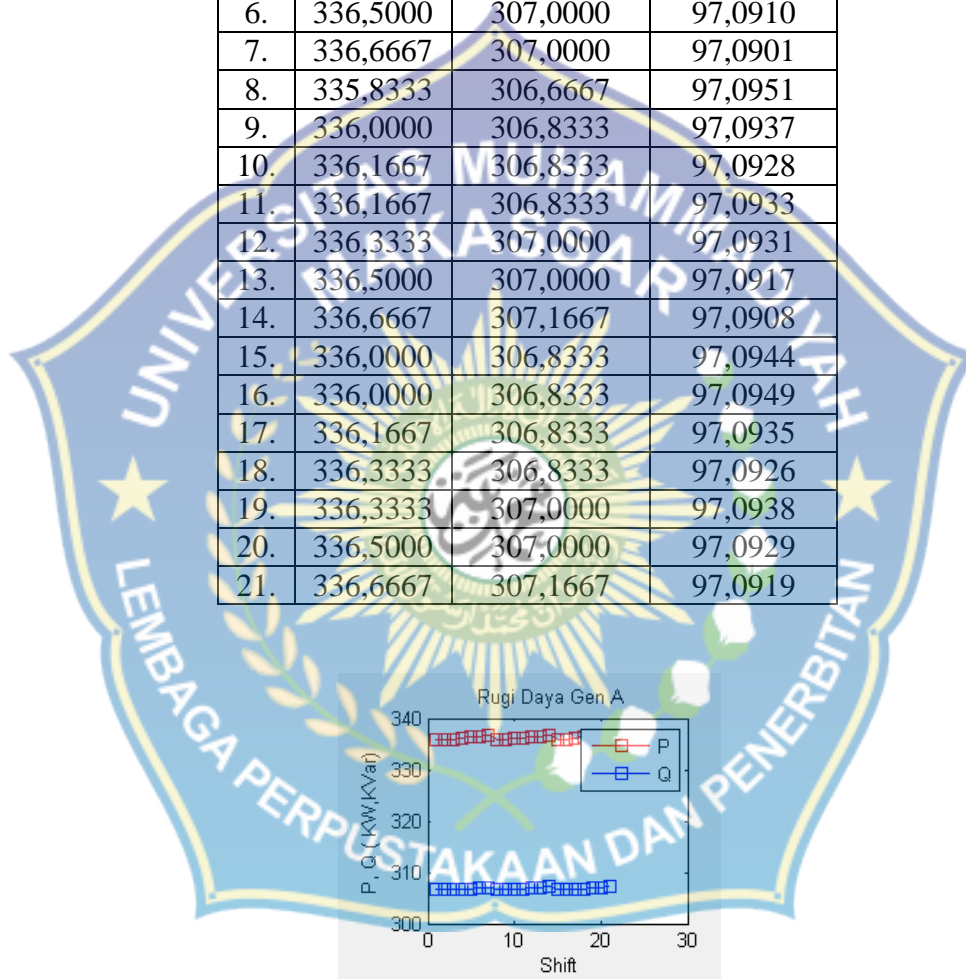 6. 336,5000 307,0000 97,0910
7. 336,6667 307,0000 97,0901
8. 335,8333 306,6667 97,0951
9. 336,0000 306,8333 97,0937
10. 336,1667 306,8333 97,0928
11. 336,1667 306,8333 97,0933
12. 336,3333 307,0000 97,0931
13. 336,5000 307,0000 97,0917
14. 336,6667 307,1667 97,0908
15. 336,0000 306,8333 97,0944
16. 336,0000 306,8333 97,0949
17. 336,1667 306,8333 97,0935
18. 336,3333 306,8333 97,0926
19. 336,3333 307,0000 97,0938
20. 336,5000 307,0000 97,0929
21. 336,6667 307,1667 97,0919
UNIVERSITAS MUHAMMADIYAH
MAKASSAR
LEMBAGA PERPUSTAKAAN DAN PENERBITAN
Rugi Daya Gen A
P, Q ( KW,KVar)
340
330
320
310
300
P
Q
0 10 20 30
Shift